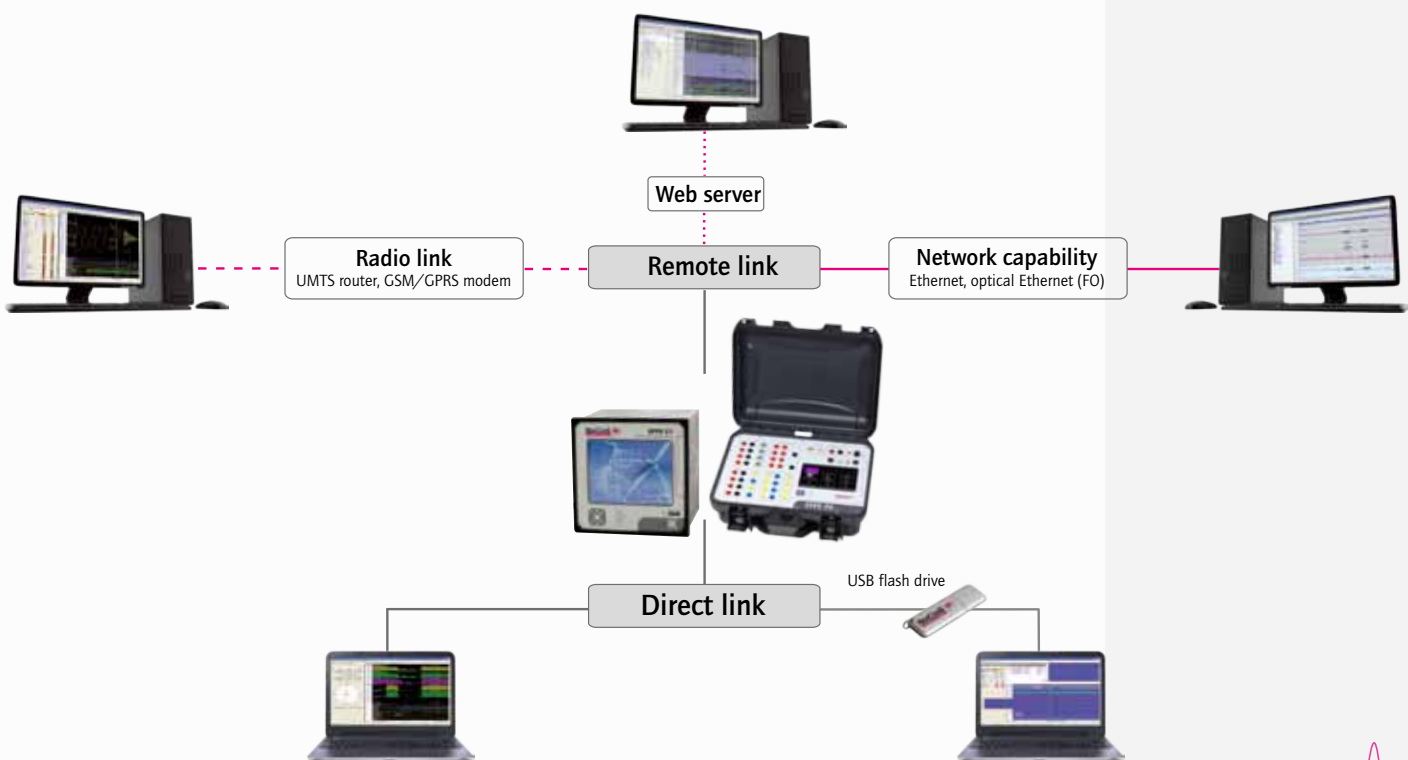 Web server
Radio link
UMTS router, GSM/GPRS modem
Remote link
Network capability
Ethernet, optical Ethernet (FO)
Direct link
USB flash drive